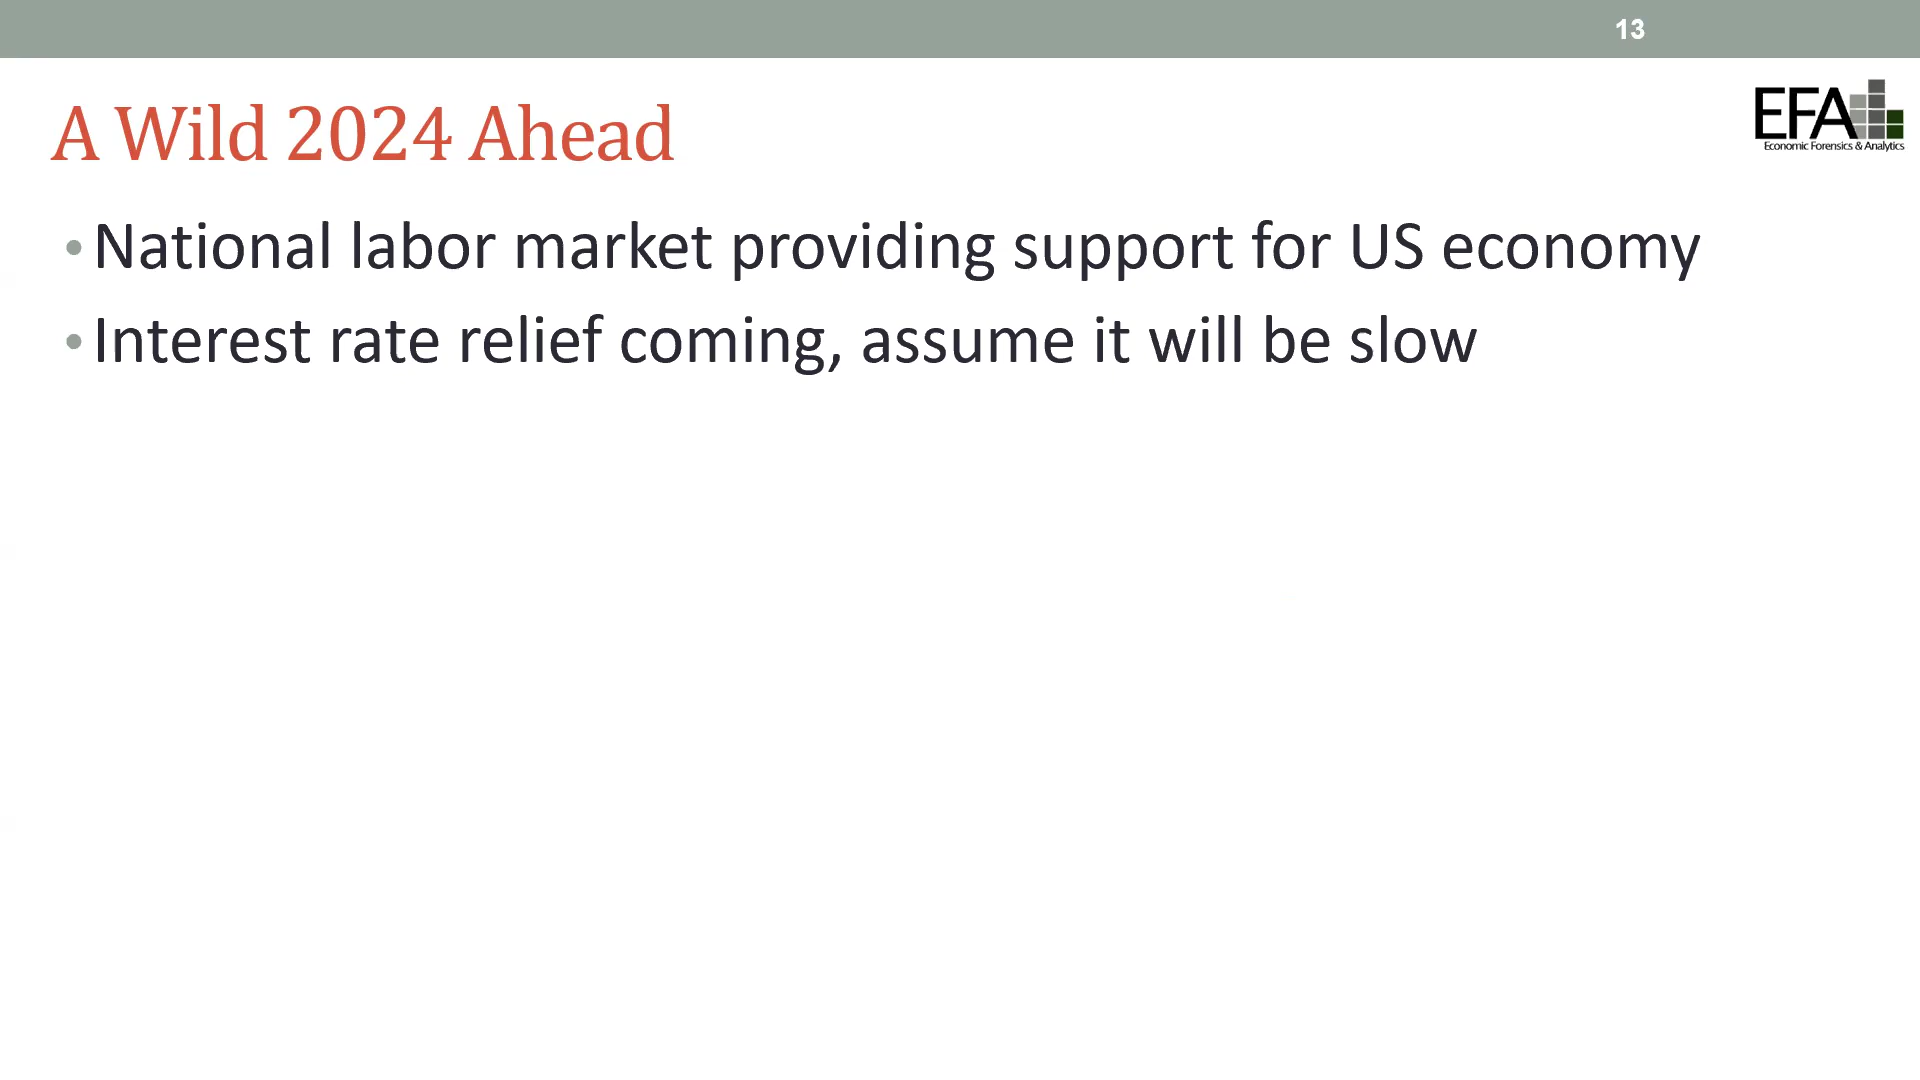 13
A Wild 2024 Ahead
EFA
Economic Forensics & Analytics
• National labor market providing support for US economy
• Interest rate relief coming, assume it will be slow